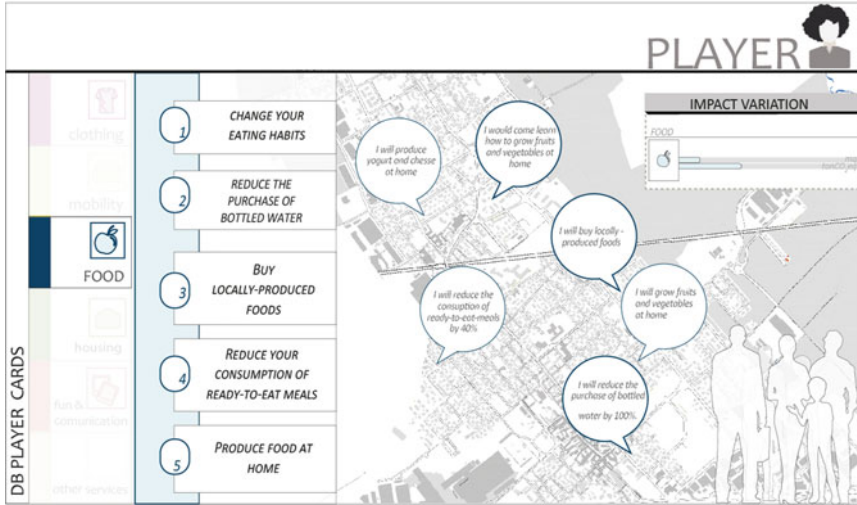 PLAYER
DB PLAYER CARDS
clothing
mobility
FOOD
housing
fun &
comunication
other services
1
CHANGE YOUR
EATING HABITS
2
REDUCE THE
PURCHASE OF
BOTTLED WATER
3
BUY
LOCALLY-PRODUCED
FOODS
4
REDUCE YOUR
CONSUMPTION OF
READY-TO-EAT MEALS
5
PRODUCE FOOD AT
HOME
I will produce
yogurt and chesse
at home
I would come learn
how to grow fruits
and vegetables at
home
I will buy locally -
produced foods
I will reduce the
consuption of
ready-to-eat-meals
by 40%
I will grow fruits
and vegetables
at home
I will reduce the
purchase of bottled
water by 100%.
IMPACT VARIATION
FOOD